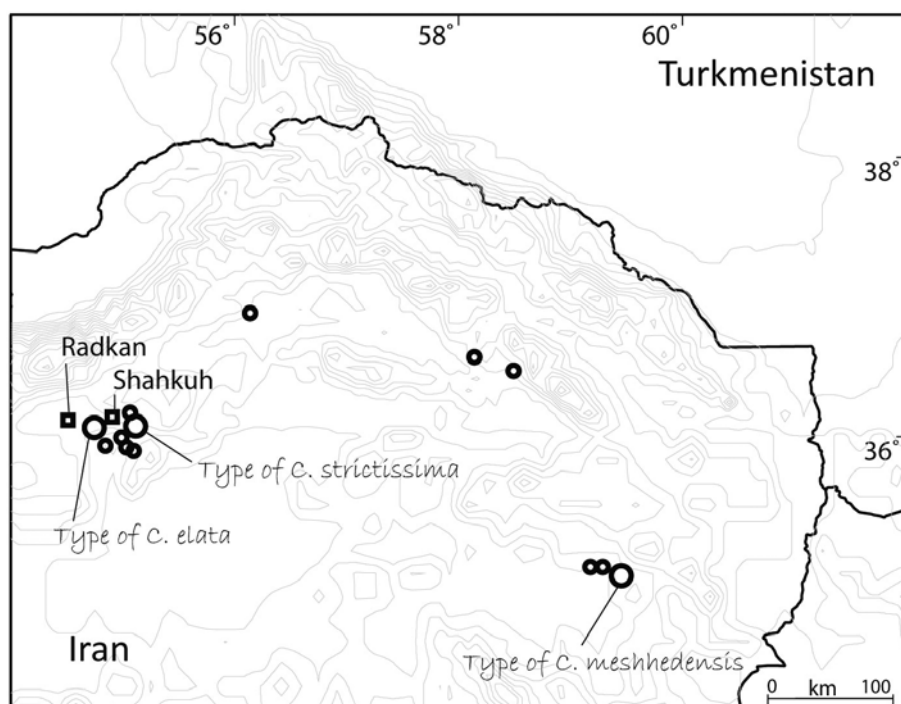 56°
58°
60°
Turkmenistan
38°
Radkan
Shahkuh
36°
Type of C. strictissima
Type of C. elata
Iran
Type of C. meshhedensis
0 km 100